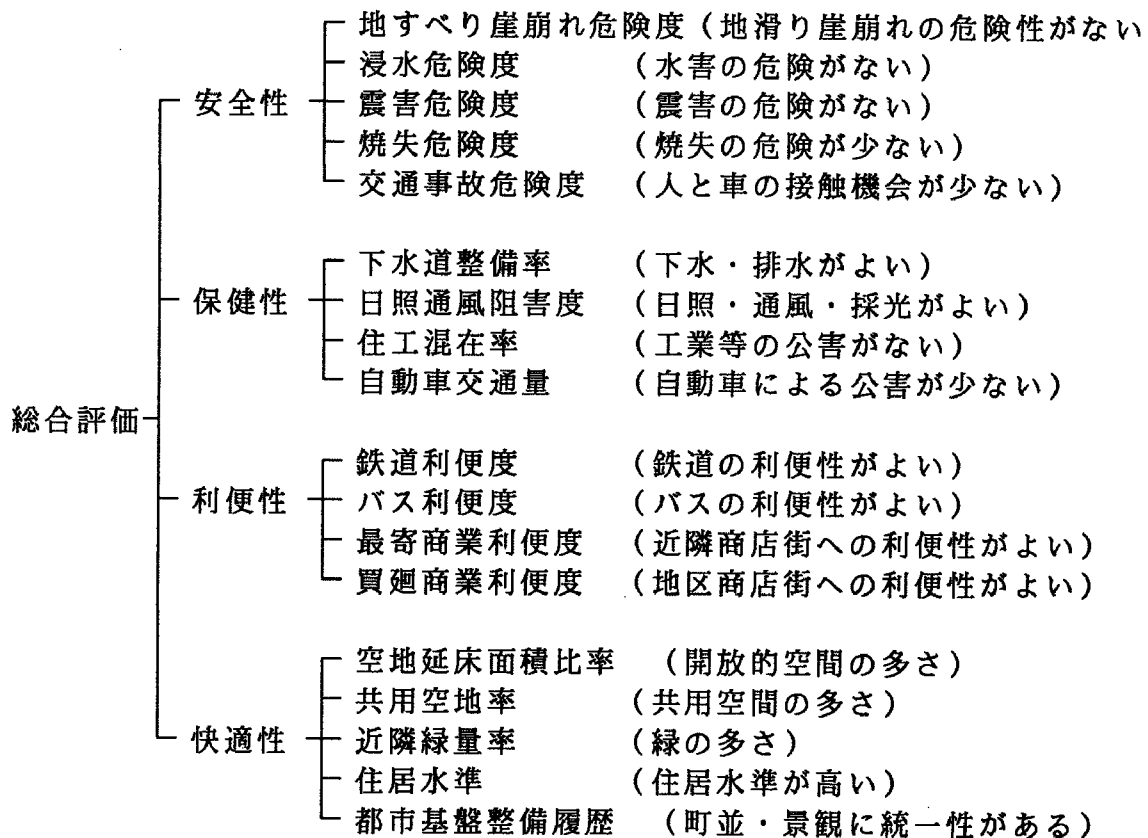 地すべり崖崩れ危険度(地滑り崖崩れの危険性がない
浸水危険度 (水害の危険がない)
安全性 震害危険度 (震害の危険がない)
焼失危険度 (焼失の危険が少ない)
交通事故危険度 (人と車の接触機会が少ない)
下水道整備率 (下水・排水がよい)
保健性 日照通風阻害度 (日照・通風・採光がよい)
住工混在率 (工業等の公害がない)
自動車交通量 (自動車による公害が少ない)
総合評価
鉄道利便度 (鉄道の利便性がよい)
利便性 バス利便度 (バスの利便性がよい)
最寄商業利便度 (近隣商店街への利便性がよい)
買廻商業利便度 (地区商店街への利便性がよい)
空地延床面積比率 (開放的空間の多さ)
共用空地率 (共用空間の多さ)
快適性 近隣緑量率 (緑の多さ)
住居水準 (住居水準が高い)
都市基盤整備履歴 (町並・景観に統一性がある)